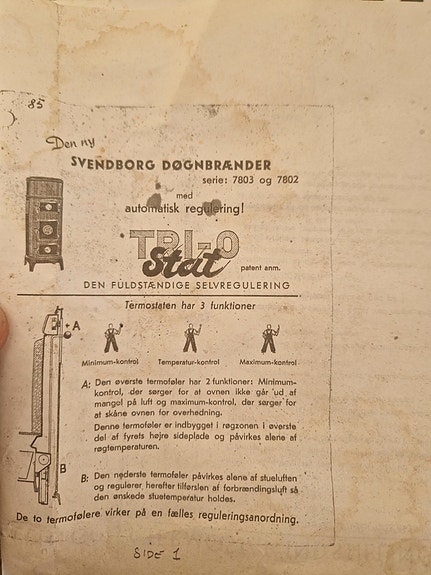 85
Den ny
SVENDBORG DØGNBRÆNDER
serie: 7803 og 7802
med
automatisk regulering!
TRI-O
Stat
patent anm.
DEN FULDSTÆNDIGE SELVREGULERING
Termostaten har 3 funktioner
Minimum-kontrol Temperatur-kontrol Maximum-kontrol
A
B
A: Den øverste termoføler har 2 funktioner: Minimum-
kontrol, der sørger for at ovnen ikke går ud af
mangel på luft og maximum-kontrol, der sørger for
at skåne ovnen for overhedning.
Denne termoføler er indbygget i røgzonen i øverste
del af fyrets højre sideplade og påvirkes alene af
røgtemperaturen.
B: Den nederste termoføler påvirkes alene af stueluften
og regulerer herefter tilførslen af forbrændingsluft så
den ønskede stuetemperatur holdes.
De to termofølere virker på en fælles reguleringsanordning.
SIDE 1